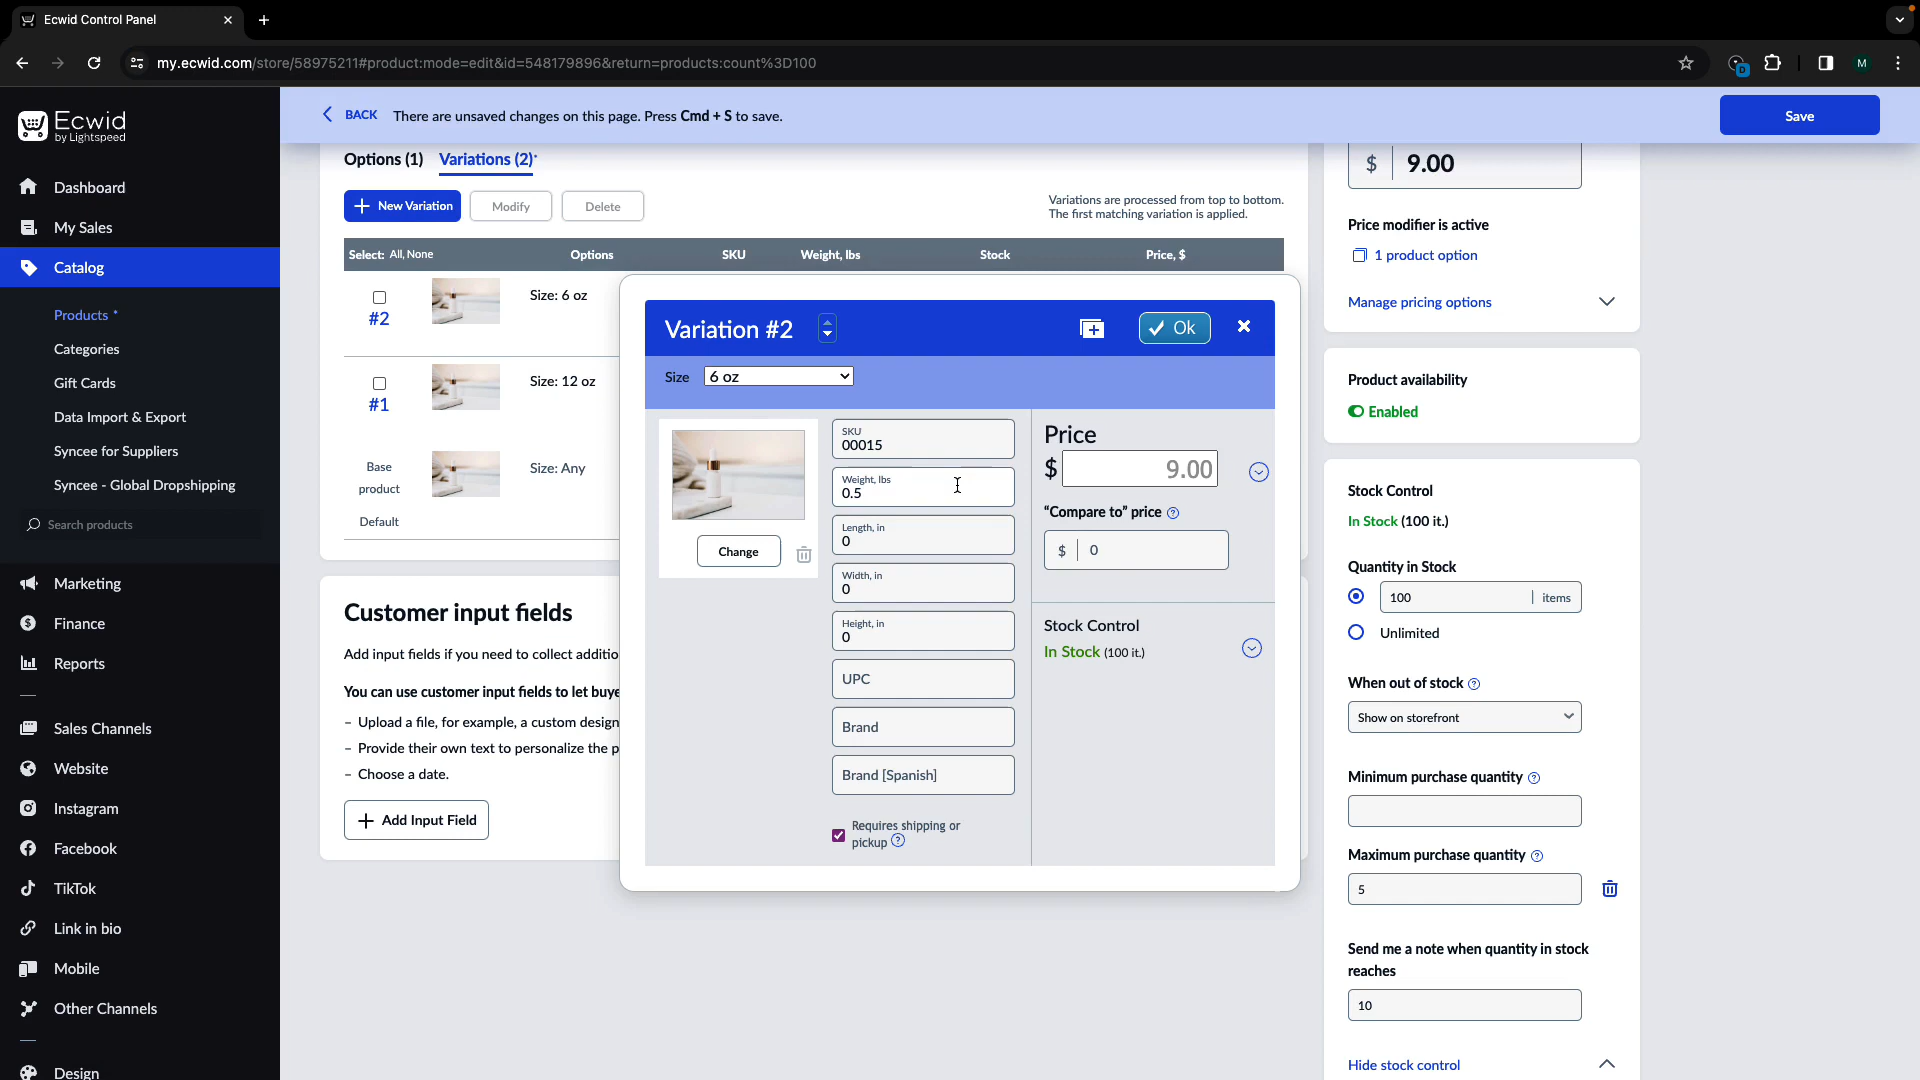 Ecwid Control Panel
my.ecwid.com/store/58975211#product:mode=edit&id=548179896&return=products:count%3D100
D
M
Ecwid
by Lightspeed
BACK
There are unsaved changes on this page. Press Cmd + S to save.
Save
Dashboard
My Sales
Catalog
Products *
Categories
Gift Cards
Data Import & Export
Syncee for Suppliers
Syncee - Global Dropshipping
Search products
Marketing
Finance
Reports
Sales Channels
Website
Instagram
Facebook
TikTok
Link in bio
Mobile
Other Channels
Design
Options (1)
Variations (2)*
New Variation
Modify
Delete
Variations are processed from top to bottom.
The first matching variation is applied.
Select: All, None
Options
SKU
Weight, lbs
Stock
Price, $
#2
Size: 6 oz
#1
Size: 12 oz
Base
product
Default
Size: Any
Customer input fields
Add input fields if you need to collect additio
You can use customer input fields to let buye
– Upload a file, for example, a custom design
– Provide their own text to personalize the p
– Choose a date.
Add Input Field
Variation #2
Ok
Size
6 oz
Change
SKU
00015
Weight, lbs
0.5
Length, in
0
Width, in
0
Height, in
0
UPC
Brand
Brand [Spanish]
Requires shipping or
pickup
Price
$ 9.00
“Compare to” price
$ 0
Stock Control
In Stock (100 it.)
$ 9.00
Price modifier is active
1 product option
Manage pricing options
Product availability
Enabled
Stock Control
In Stock (100 it.)
Quantity in Stock
100 items
Unlimited
When out of stock
Show on storefront
Minimum purchase quantity
Maximum purchase quantity
5
Send me a note when quantity in stock
reaches
10
Hide stock control